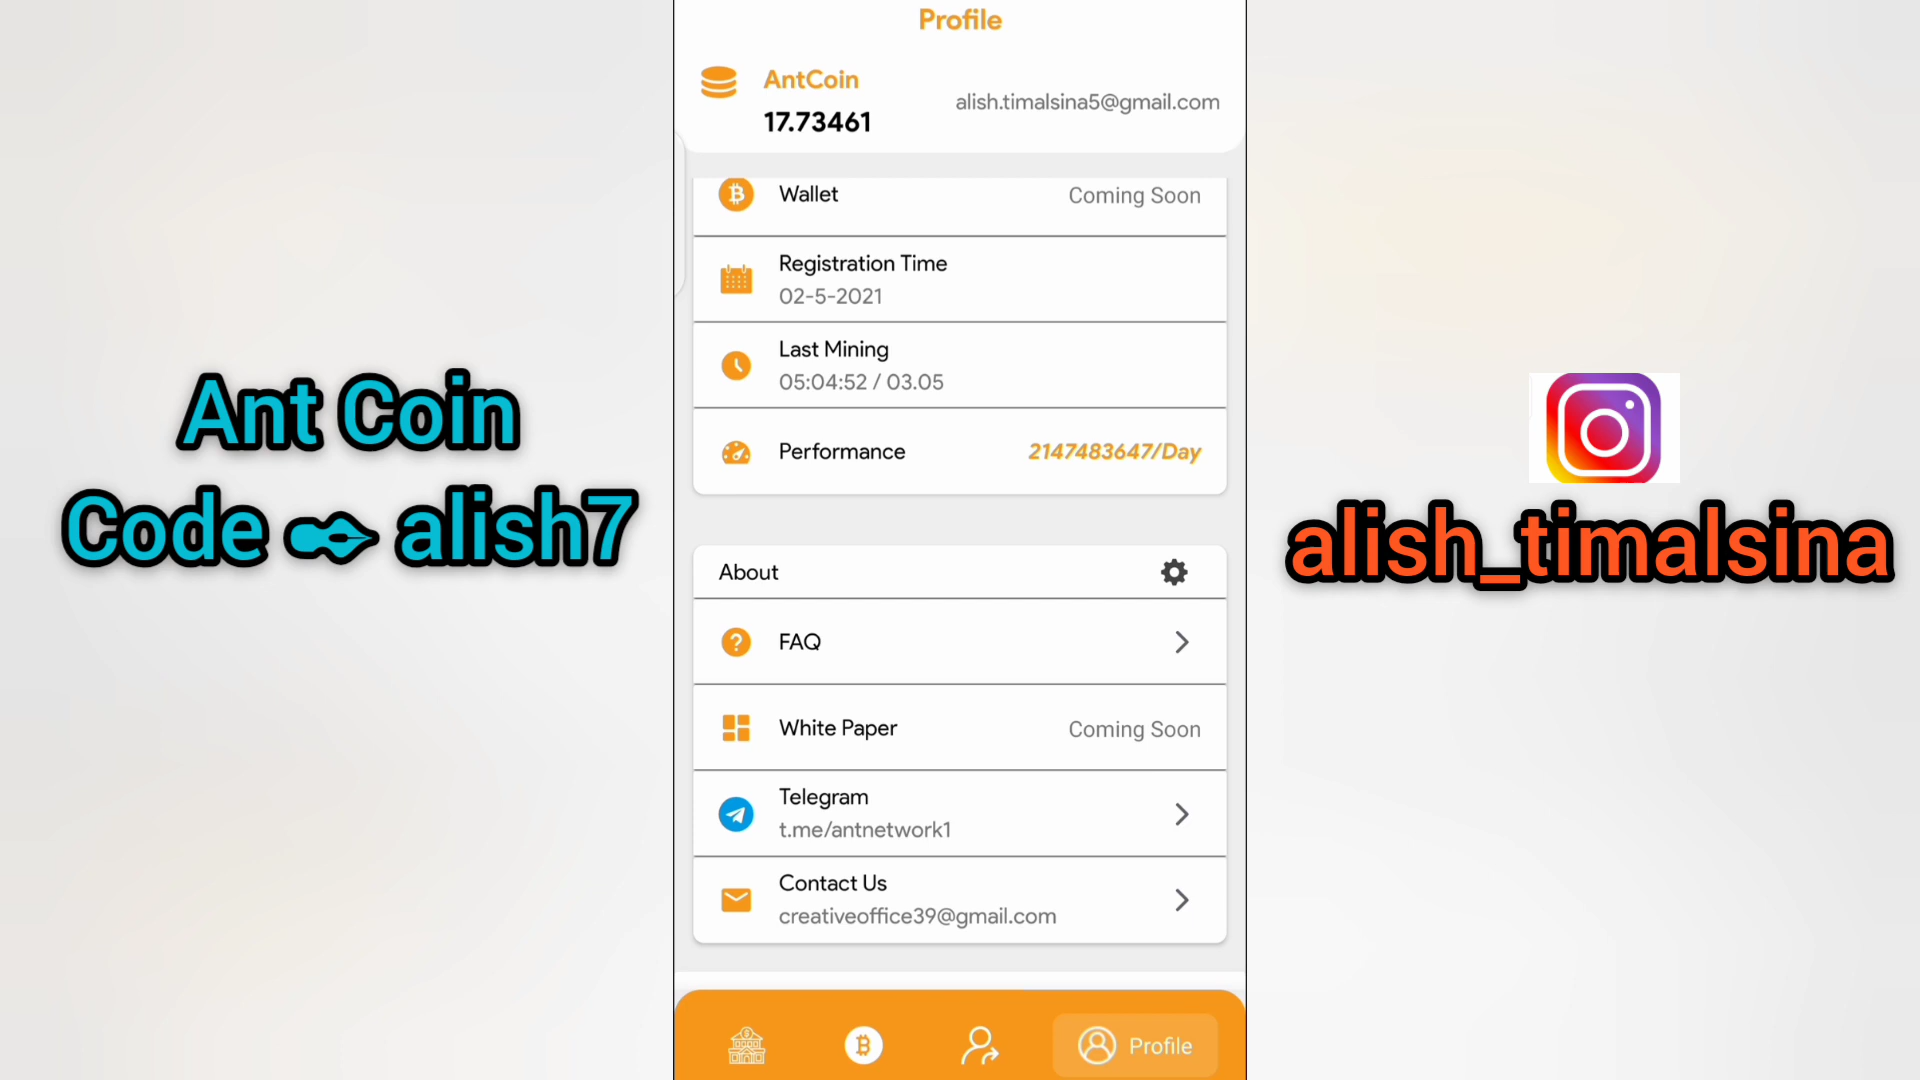 Profile
AntCoin
17.73461
alish.timalsina5@gmail.com
Wallet
Coming Soon
Registration Time
02-5-2021
Last Mining
05:04:52 / 03.05
Performance
2147483647/Day
About
FAQ
White Paper
Coming Soon
Telegram
t.me/antnetwork1
Contact Us
creativeoffice39@gmail.com
Profile
Ant Coin
Code ✒ alish7
alish_timalsina